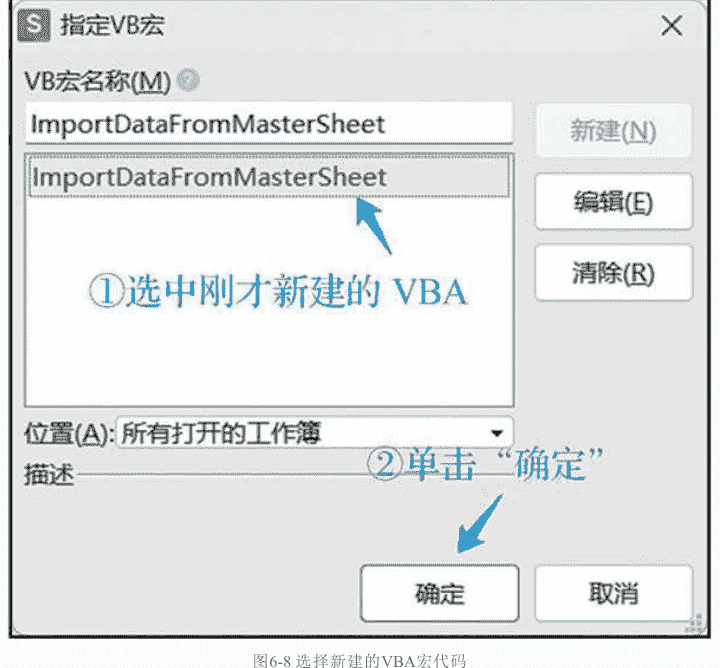 S 指定VB宏
VB宏名称(M) ?
ImportDataFromMasterSheet
新建(N)
ImportDataFromMasterSheet
编辑(E)
清除(R)
①选中刚才新建的 VBA
位置(A): 所有打开的工作簿
②单击“确定”
描述
确定 取消
图6-8 选择新建的VBA宏代码